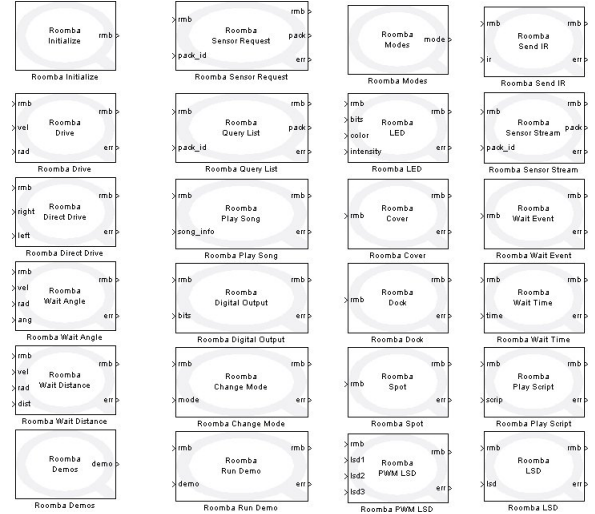 Roomba
Initialize
rmb
Roomba Initialize
rmb
pack_id
Roomba
Sensor Request
rmb
pack
err
Roomba Sensor Request
Roomba
Modes
mode
Roomba Modes
rmb
ir
Roomba
Send IR
rmb
err
Roomba Send IR
rmb
vel
rad
Roomba
Drive
rmb
err
Roomba Drive
rmb
pack_id
Roomba
Query List
rmb
pack
err
Roomba Query List
rmb
bits
color
intensity
Roomba
LED
rmb
err
Roomba LED
rmb
pack_id
Roomba
Sensor Stream
rmb
pack
err
Roomba Sensor Stream
rmb
right
left
Roomba
Direct Drive
rmb
err
Roomba Direct Drive
rmb
song_info
Roomba
Play Song
rmb
err
Roomba Play Song
rmb
Roomba
Cover
rmb
err
Roomba Cover
rmb
Roomba
Wait Event
rmb
err
Roomba Wait Event
rmb
vel
rad
ang
Roomba
Wait Angle
rmb
err
Roomba Wait Angle
rmb
bits
Roomba
Digital Output
rmb
err
Roomba Digital Output
rmb
Roomba
Dock
rmb
err
Roomba Dock
rmb
time
Roomba
Wait Time
rmb
err
Roomba Wait Time
rmb
vel
rad
dist
Roomba
Wait Distance
rmb
err
Roomba Wait Distance
rmb
mode
Roomba
Change Mode
rmb
err
Roomba Change Mode
rmb
Roomba
Spot
rmb
err
Roomba Spot
rmb
scrip
Roomba
Play Script
rmb
err
Roomba Play Script
Roomba
Demos
demo
Roomba Demos
rmb
demo
Roomba
Run Demo
rmb
err
Roomba Run Demo
rmb
lsd1
lsd2
lsd3
Roomba
PWM LSD
rmb
err
Roomba PWM LSD
rmb
lsd
Roomba
LSD
rmb
err
Roomba LSD